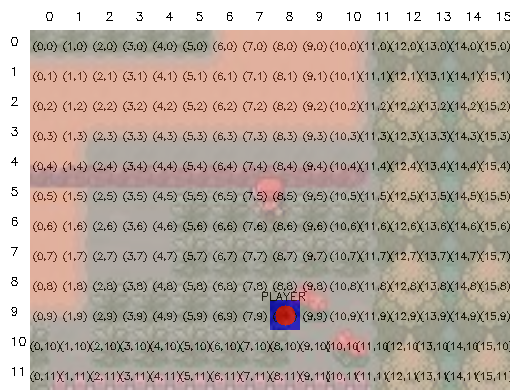 0 1 2 3 4 5 6 7 8 9 10 11 12 13 14 15
0 (0,0) (1,0) (2,0) (3,0) (4,0) (5,0) (6,0) (7,0) (8,0) (9,0) (10,0) (11,0) (12,0) (13,0) (14,0) (15,0)
1 (0,1) (1,1) (2,1) (3,1) (4,1) (5,1) (6,1) (7,1) (8,1) (9,1) (10,1) (11,1) (12,1) (13,1) (14,1) (15,1)
2 (0,2) (1,2) (2,2) (3,2) (4,2) (5,2) (6,2) (7,2) (8,2) (9,2) (10,2) (11,2) (12,2) (13,2) (14,2) (15,2)
3 (0,3) (1,3) (2,3) (3,3) (4,3) (5,3) (6,3) (7,3) (8,3) (9,3) (10,3) (11,3) (12,3) (13,3) (14,3) (15,3)
4 (0,4) (1,4) (2,4) (3,4) (4,4) (5,4) (6,4) (7,4) (8,4) (9,4) (10,4) (11,4) (12,4) (13,4) (14,4) (15,4)
5 (0,5) (1,5) (2,5) (3,5) (4,5) (5,5) (6,5) (7,5) (8,5) (9,5) (10,5) (11,5) (12,5) (13,5) (14,5) (15,5)
6 (0,6) (1,6) (2,6) (3,6) (4,6) (5,6) (6,6) (7,6) (8,6) (9,6) (10,6) (11,6) (12,6) (13,6) (14,6) (15,6)
7 (0,7) (1,7) (2,7) (3,7) (4,7) (5,7) (6,7) (7,7) (8,7) (9,7) (10,7) (11,7) (12,7) (13,7) (14,7) (15,7)
8 (0,8) (1,8) (2,8) (3,8) (4,8) (5,8) (6,8) (7,8) (8,8) (9,8) (10,8) (11,8) (12,8) (13,8) (14,8) (15,8)
PLAYER
9 (0,9) (1,9) (2,9) (3,9) (4,9) (5,9) (6,9) (7,9) (9,9) (10,9) (11,9) (12,9) (13,9) (14,9) (15,9)
10 (0,10) (1,10) (2,10) (3,10) (4,10) (5,10) (6,10) (7,10) (8,10) (9,10) (10,10) (11,10) (12,10) (13,10) (14,10) (15,10)
11 (0,11) (1,11) (2,11) (3,11) (4,11) (5,11) (6,11) (7,11) (8,11) (9,11) (10,11) (11,11) (12,11) (13,11) (14,11) (15,11)